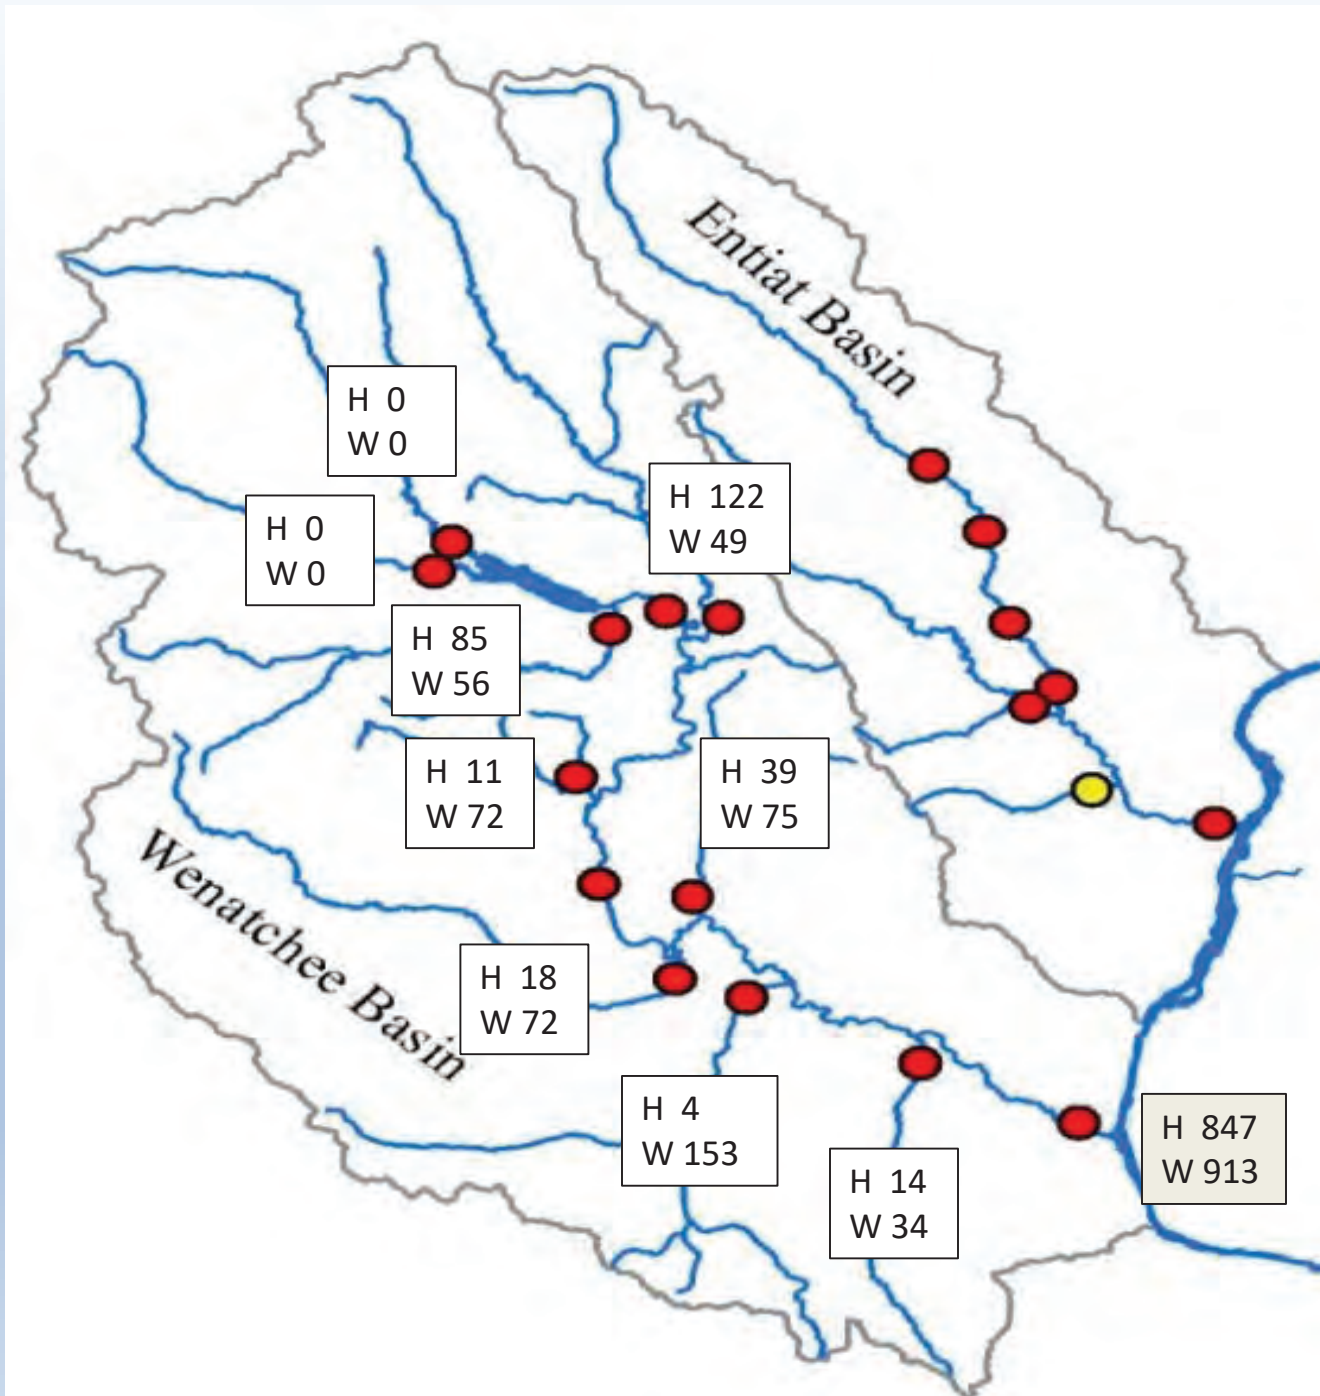 Entiat Basin
H 0
W 0
H 122
W 49
H 0
W 0
H 85
W 56
H 11
W 72
H 39
W 75
Wenatchee Basin
H 18
W 72
H 4
W 153
H 847
W 913
H 14
W 34